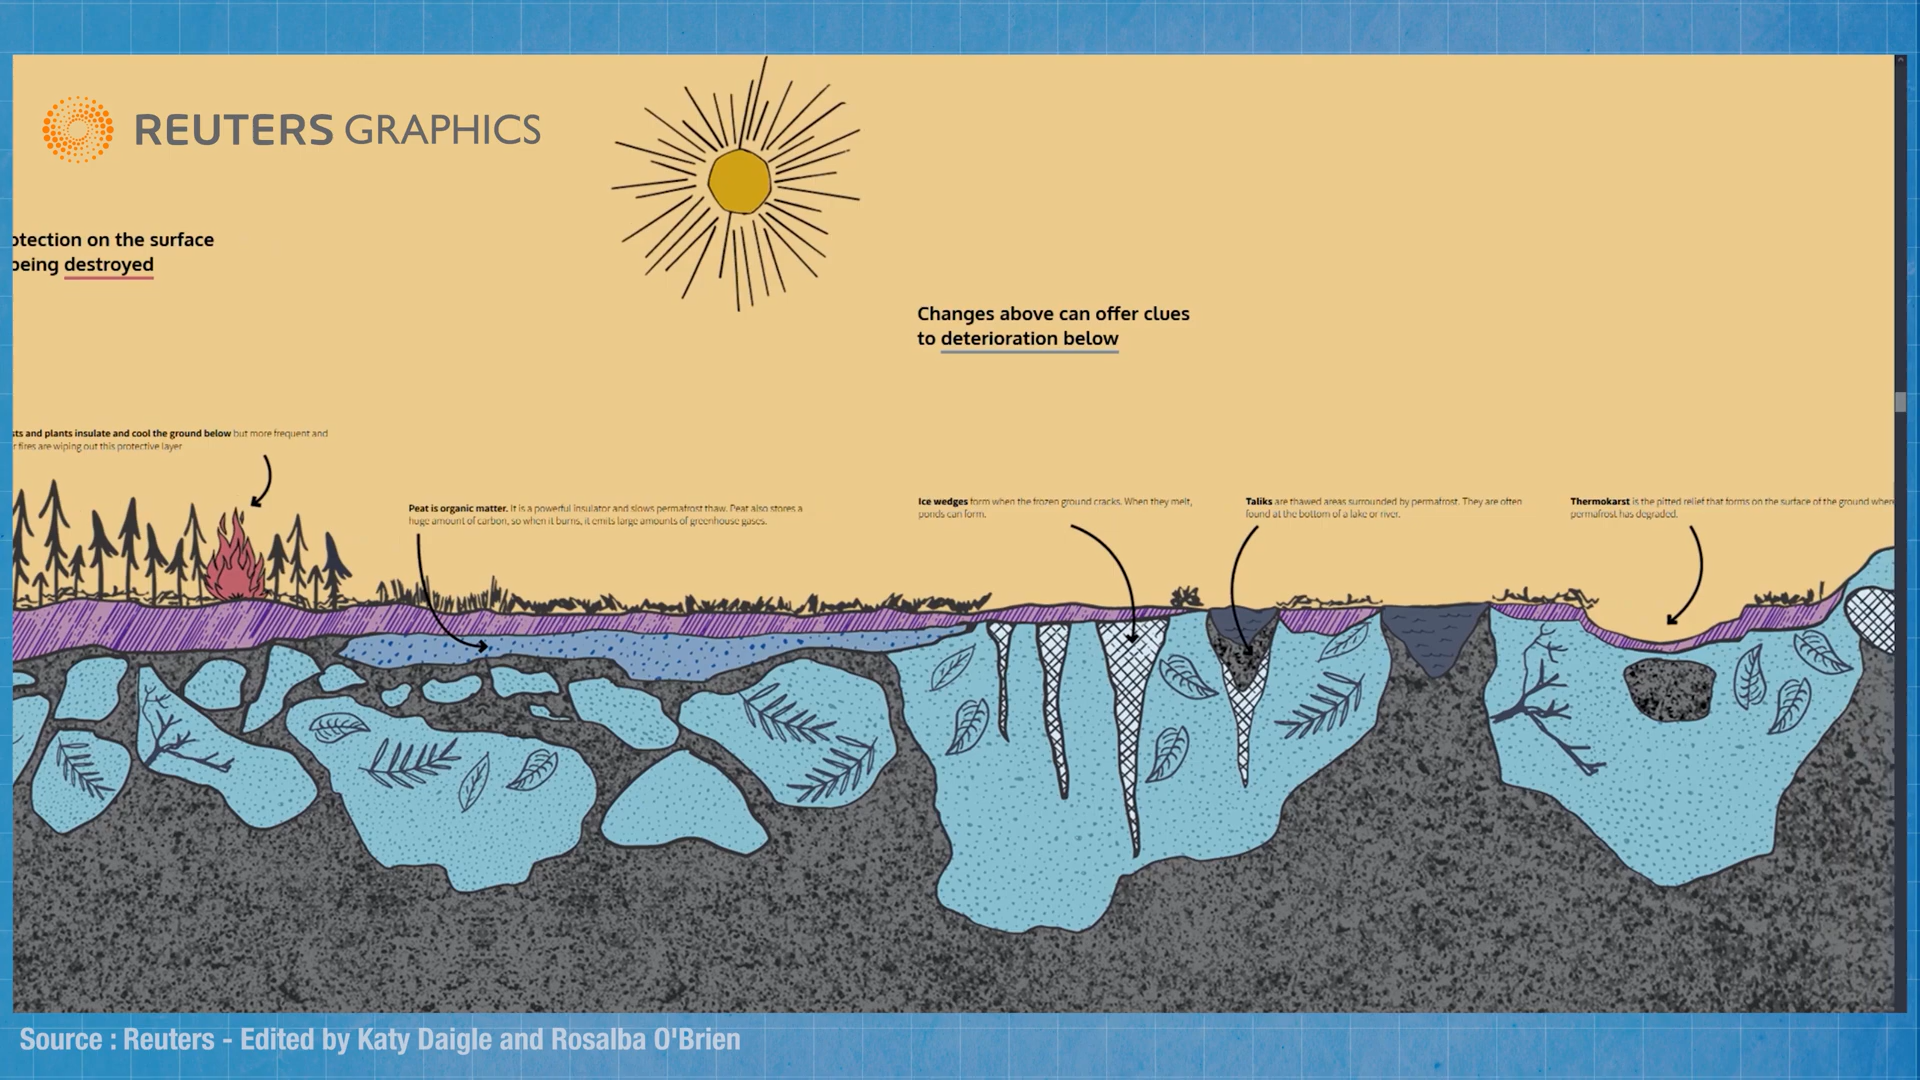 REUTERS GRAPHICS
otection on the surface
being destroyed
Changes above can offer clues
to deterioration below
sts and plants insulate and cool the ground below but more frequent and
r fires are wiping out this protective layer
Peat is organic matter. It is a powerful insulator and slows permafrost thaw. Peat also stores a
huge amount of carbon, so when it burns, it emits large amounts of greenhouse gases.
Ice wedges form when the frozen ground cracks. When they melt,
ponds can form.
Taliks are thawed areas surrounded by permafrost. They are often
found at the bottom of a lake or river.
Thermokarst is the pitted relief that forms on the surface of the ground where
permafrost has degraded.
Source : Reuters - Edited by Katy Daigle and Rosalba O'Brien